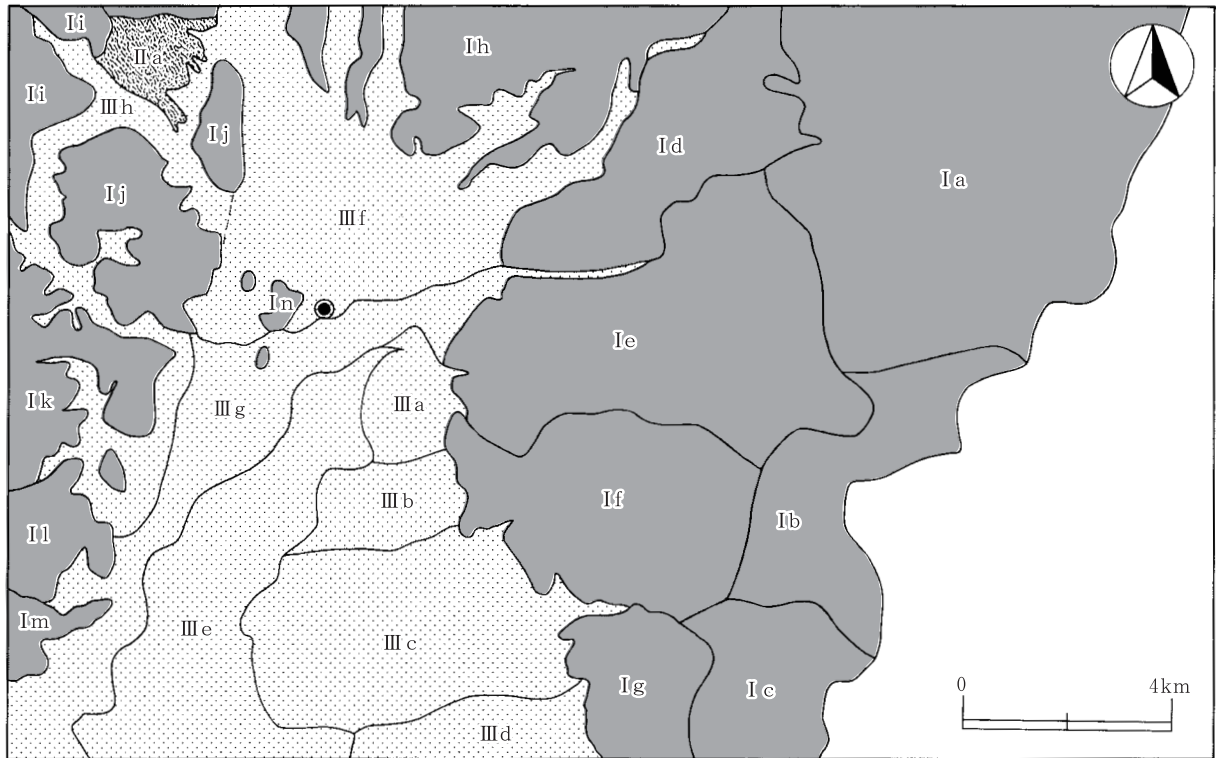 Ⅰi
Ⅱa
Ⅰh
Ⅰi
Ⅲh
Ⅰj
Ⅰd
Ⅰa
Ⅰj
Ⅲf
Ⅰn
Ⅰe
Ⅰk
Ⅲg
Ⅲa
Ⅲb
Ⅰf
Ⅰb
Ⅰl
Ⅰm
Ⅲe
Ⅲc
Ⅰg
Ⅰc
0 4km
Ⅲd